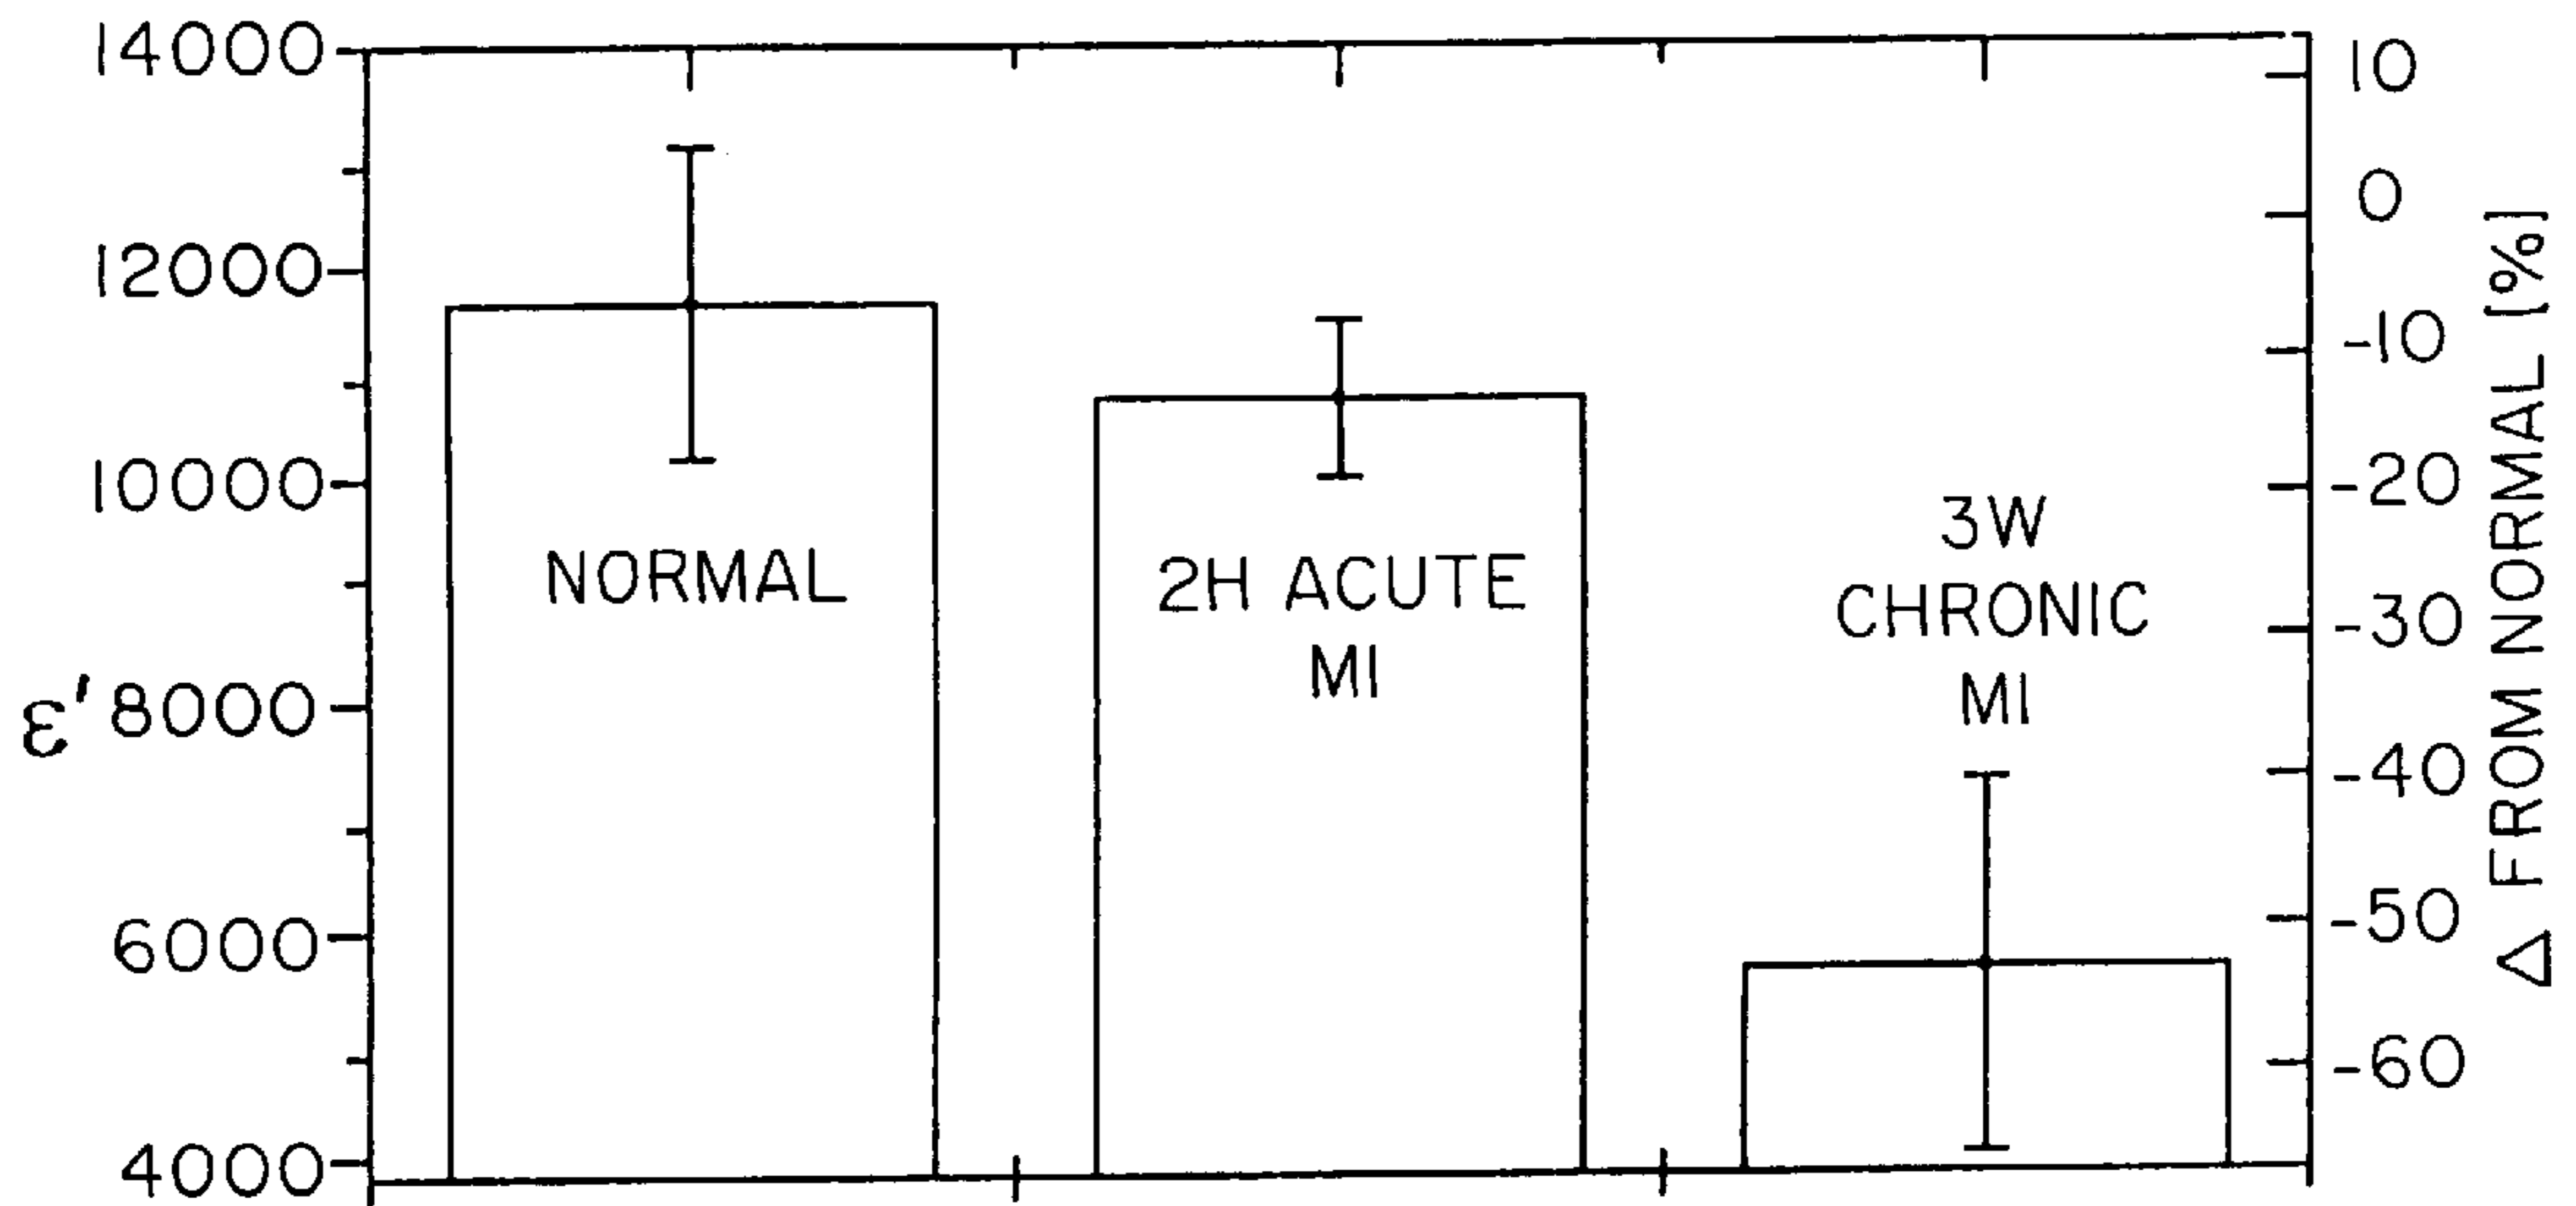 14000
12000
10000
8000
6000
4000
ε'
NORMAL
2H ACUTE
MI
3W
CHRONIC
MI
10
0
-10
-20
-30
-40
-50
-60
Δ FROM NORMAL [%]